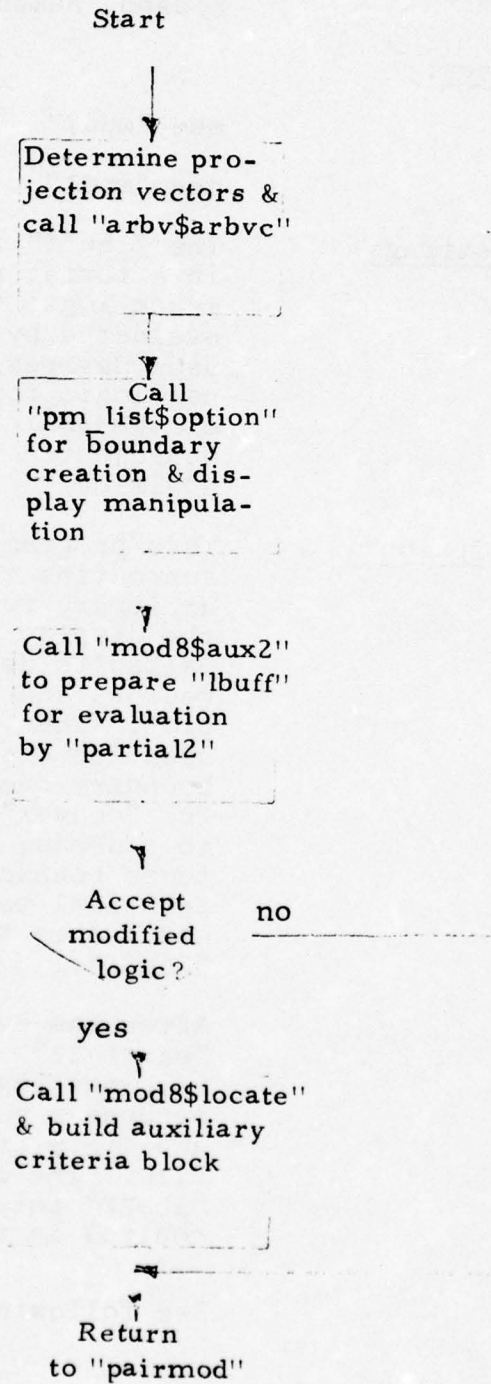 Start
Determine pro-
jection vectors &
call "arbv$arbvc"
Call
"pm_list$option"
for boundary
creation & dis-
play manipula-
tion
Call "mod8$aux2"
to prepare "lbuff"
for evaluation
by "partial2"
Accept
modified
logic?
no
yes
Call "mod8$locate"
& build auxiliary
criteria block
Return
to "pairmod"